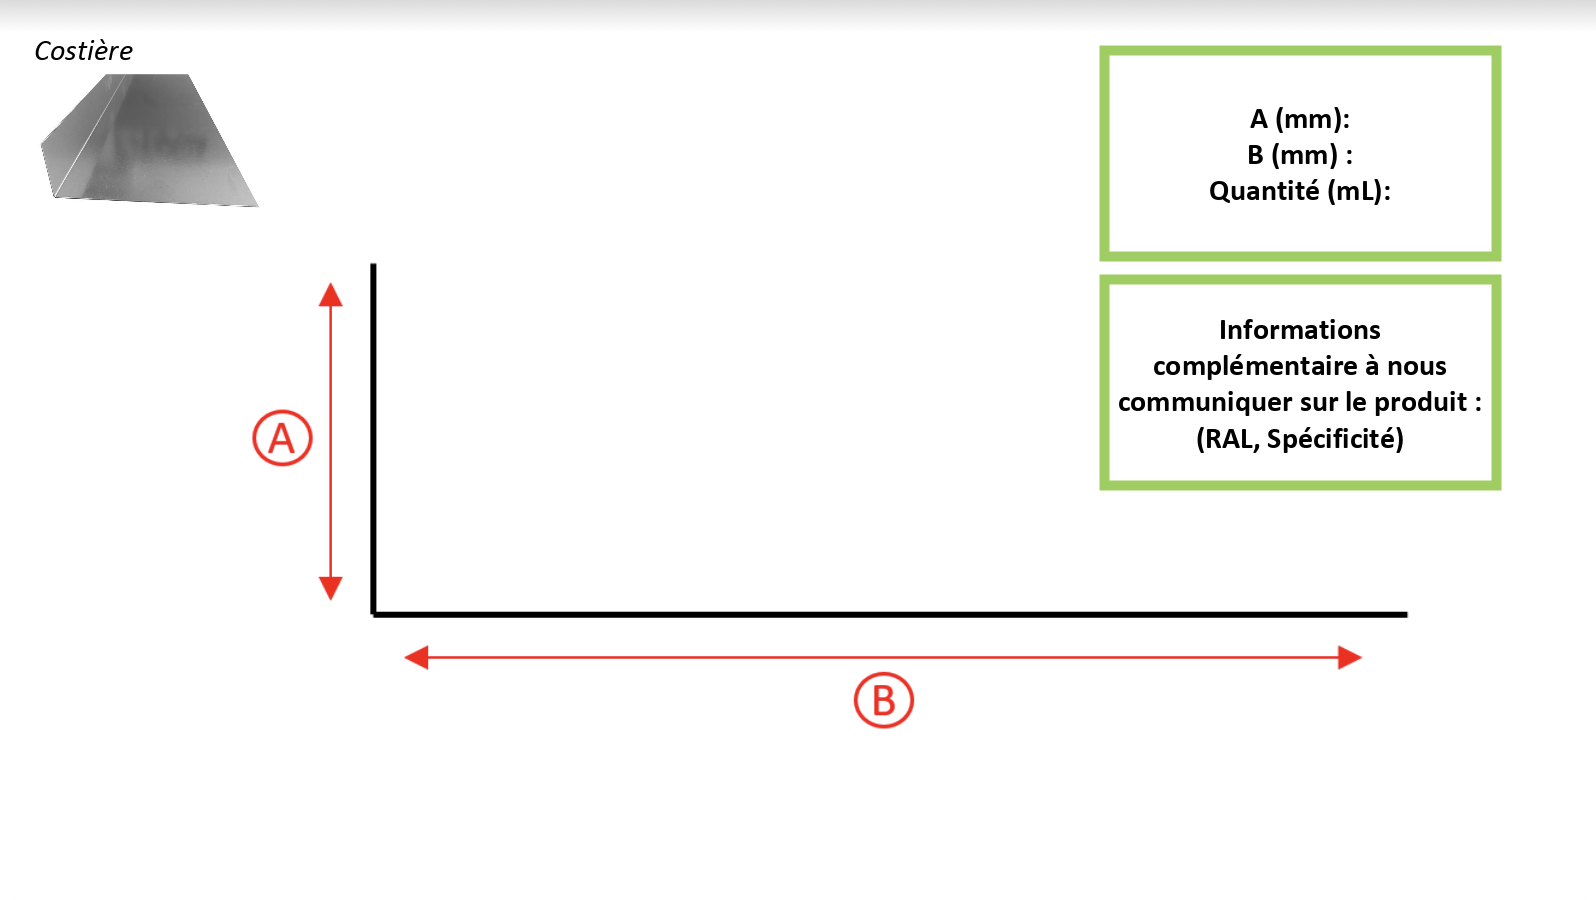 Costière
A (mm):
B (mm) :
Quantité (mL):
Informations
complémentaire à nous
communiquer sur le produit :
(RAL, Spécificité)
A
B